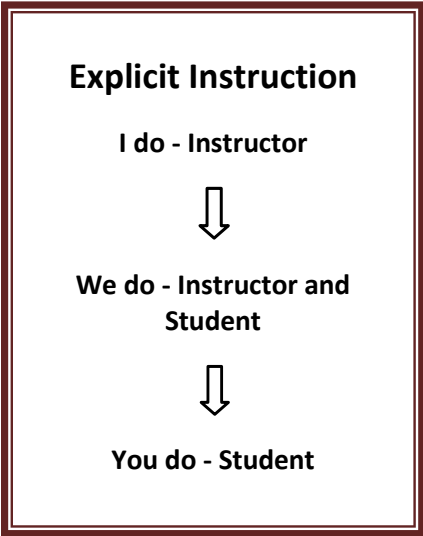 Explicit Instruction
I do - Instructor
We do - Instructor and
Student
You do - Student